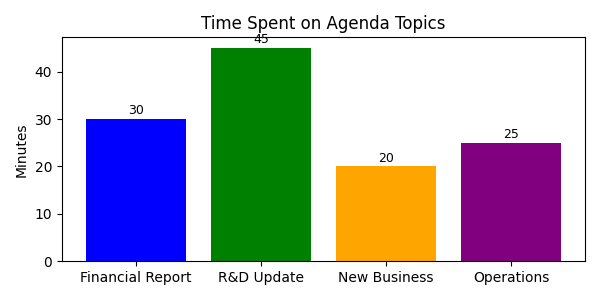 Time Spent on Agenda Topics
Minutes
40
30
20
10
0
30
45
20
25
Financial Report
R&D Update
New Business
Operations